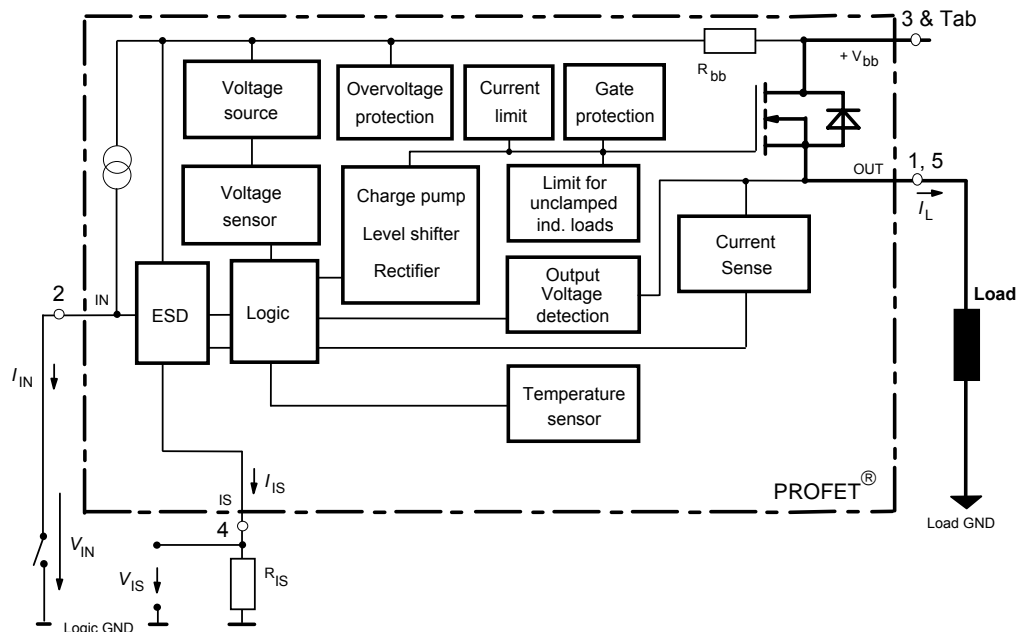 3 & Tab
R bb
+ V bb
Voltage
source
Overvoltage
protection
Current
limit
Gate
protection
Voltage
sensor
Charge pump
Level shifter
Rectifier
Limit for
unclamped
ind. loads
OUT
1, 5
I L
Current
Sense
Output
Voltage
detection
Load
2
IN
ESD
Logic
I IN
Temperature
sensor
I IS
IS
PROFET®
4
Load GND
V IN
V IS
R IS
Logic GND